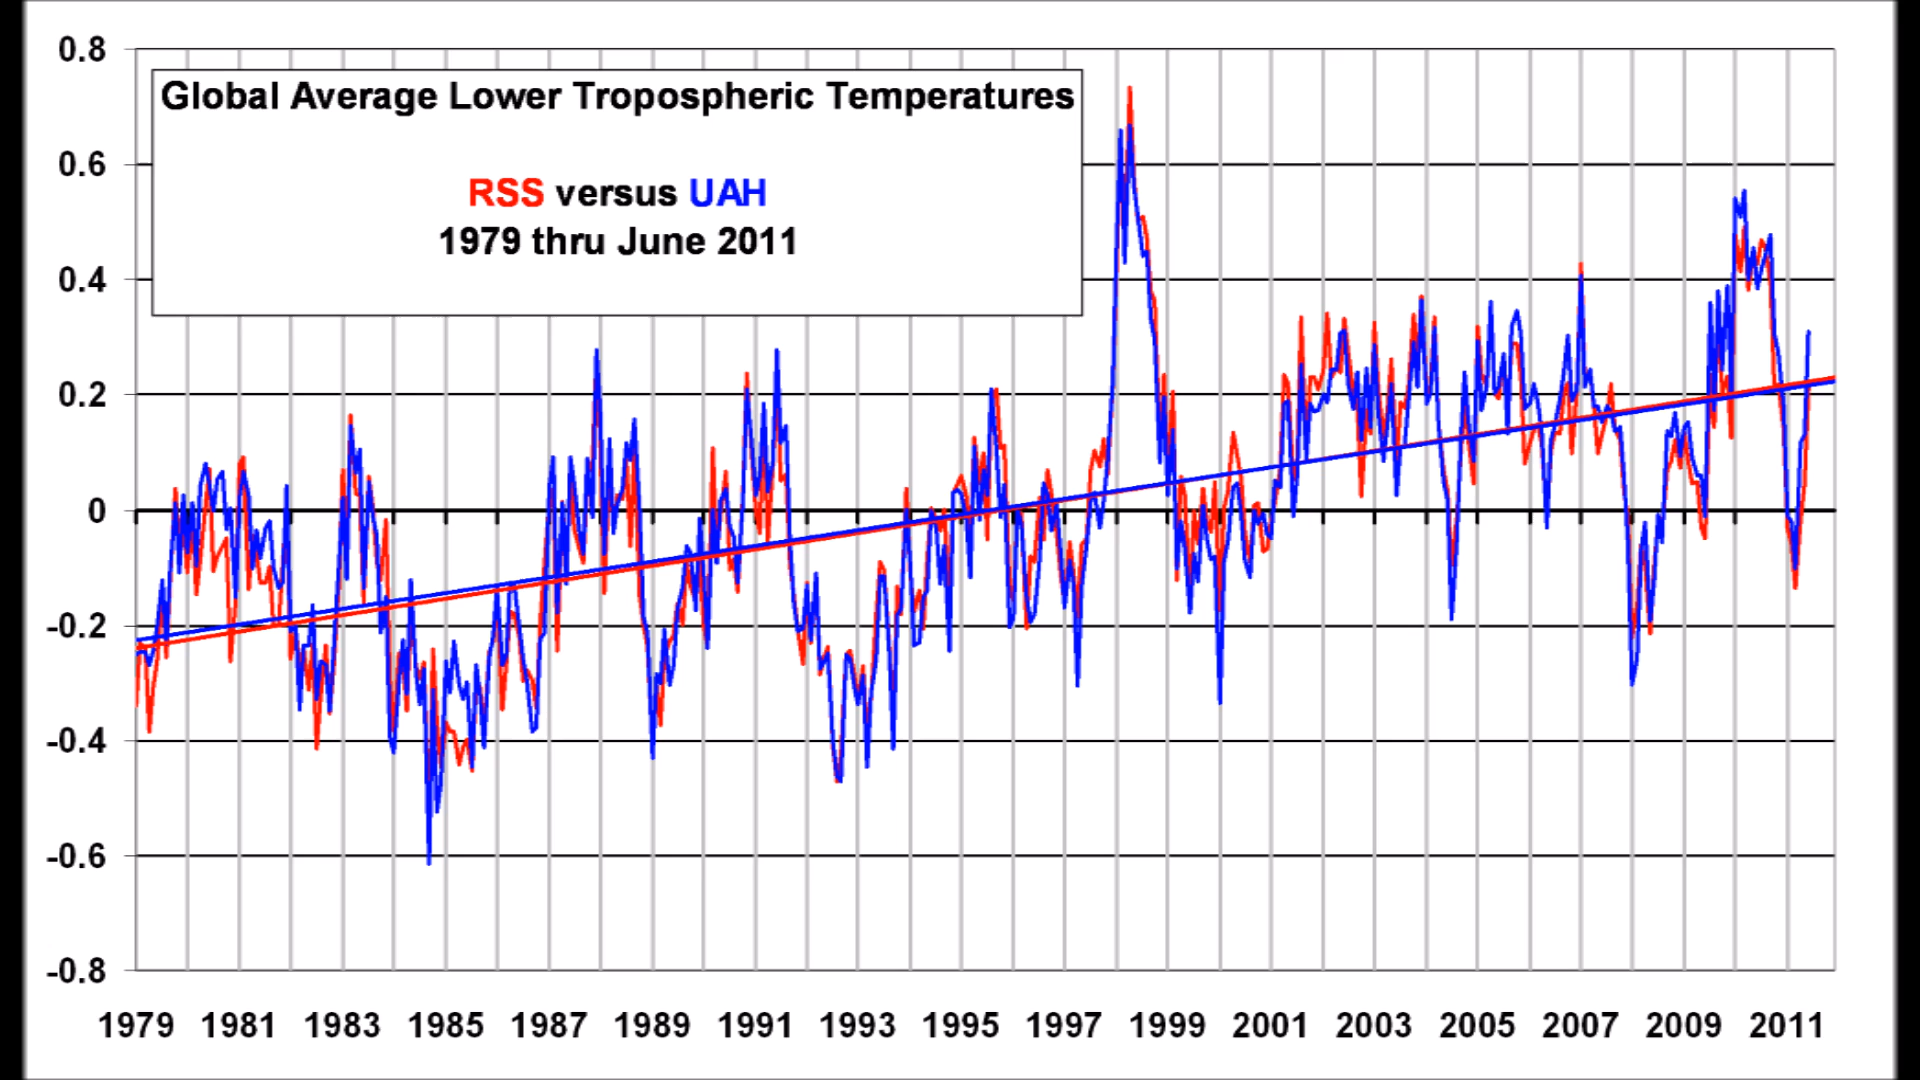 Global Average Lower Tropospheric Temperatures
RSS versus UAH
1979 thru June 2011
0.8
0.6
0.4
0.2
0
-0.2
-0.4
-0.6
-0.8
1979 1981 1983 1985 1987 1989 1991 1993 1995 1997 1999 2001 2003 2005 2007 2009 2011